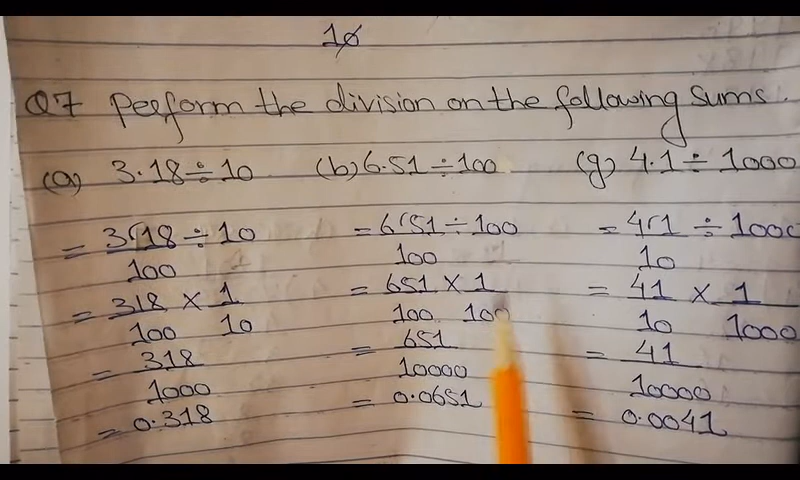 10
Q7 Perform the division on the following sums.
(a) 3.18÷10 (b) 6.51÷100 (g) 4.1÷1000
= 318÷10 = 651÷100 = 41÷1000
100 100 10
= 318 × 1 = 651 × 1 = 41 × 1
100 10 100 100 10 1000
= 318 = 651 = 41
1000 10000 10000
= 0.318 = 0.0651 = 0.0041